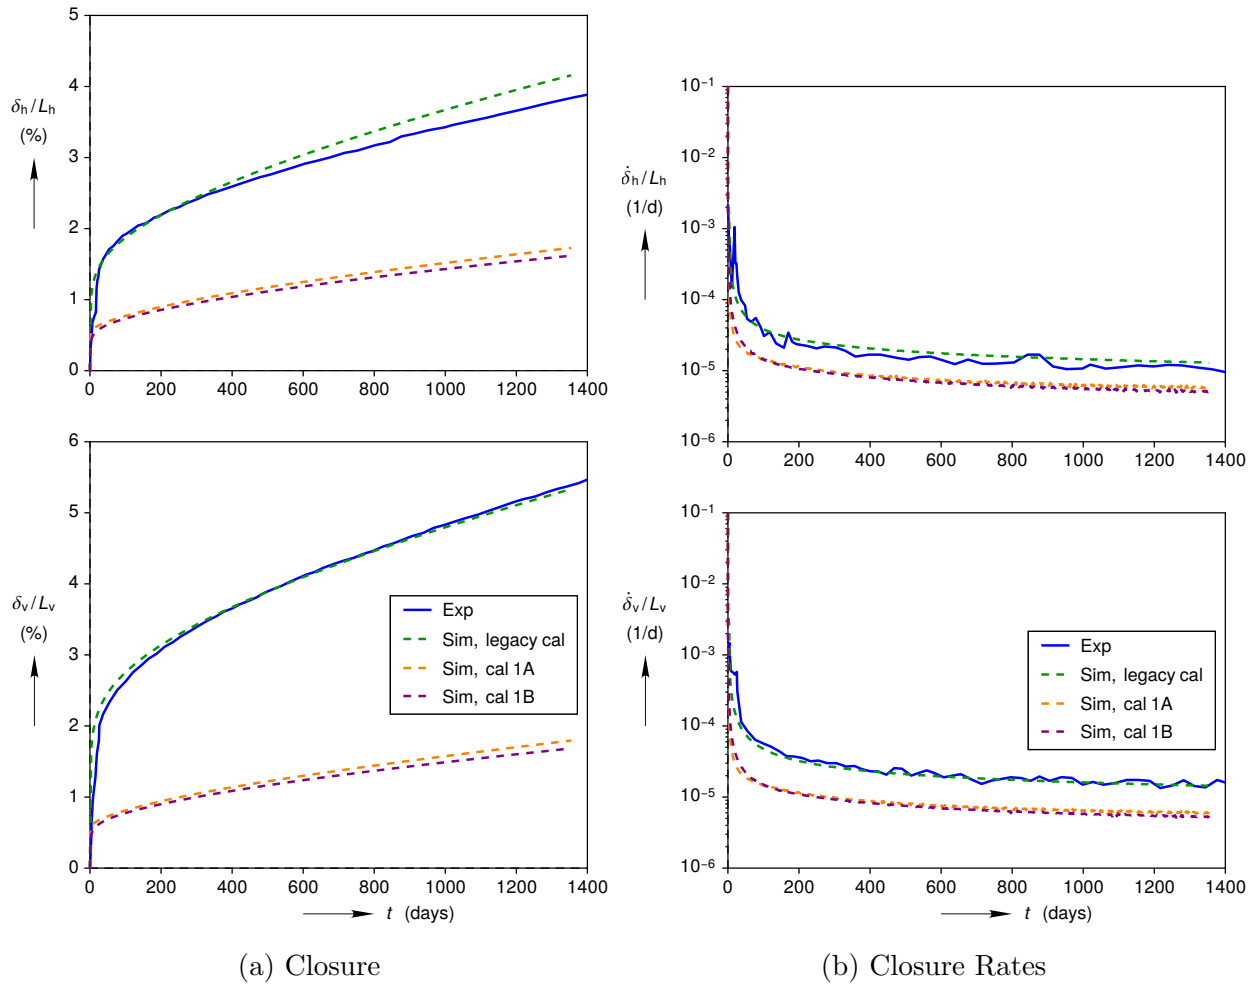 5
4
3
2
1
0
δh/Lh
(%)
0 200 400 600 800 1000 1200 1400
10⁻¹
10⁻²
10⁻³
10⁻⁴
10⁻⁵
10⁻⁶
δ̇h/Lh
(1/d)
0 200 400 600 800 1000 1200 1400
6
5
4
3
2
1
0
δv/Lv
(%)
Exp
Sim, legacy cal
Sim, cal 1A
Sim, cal 1B
0 200 400 600 800 1000 1200 1400
t (days)
10⁻¹
10⁻²
10⁻³
10⁻⁴
10⁻⁵
10⁻⁶
δ̇v/Lv
(1/d)
Exp
Sim, legacy cal
Sim, cal 1A
Sim, cal 1B
0 200 400 600 800 1000 1200 1400
t (days)
(a) Closure
(b) Closure Rates